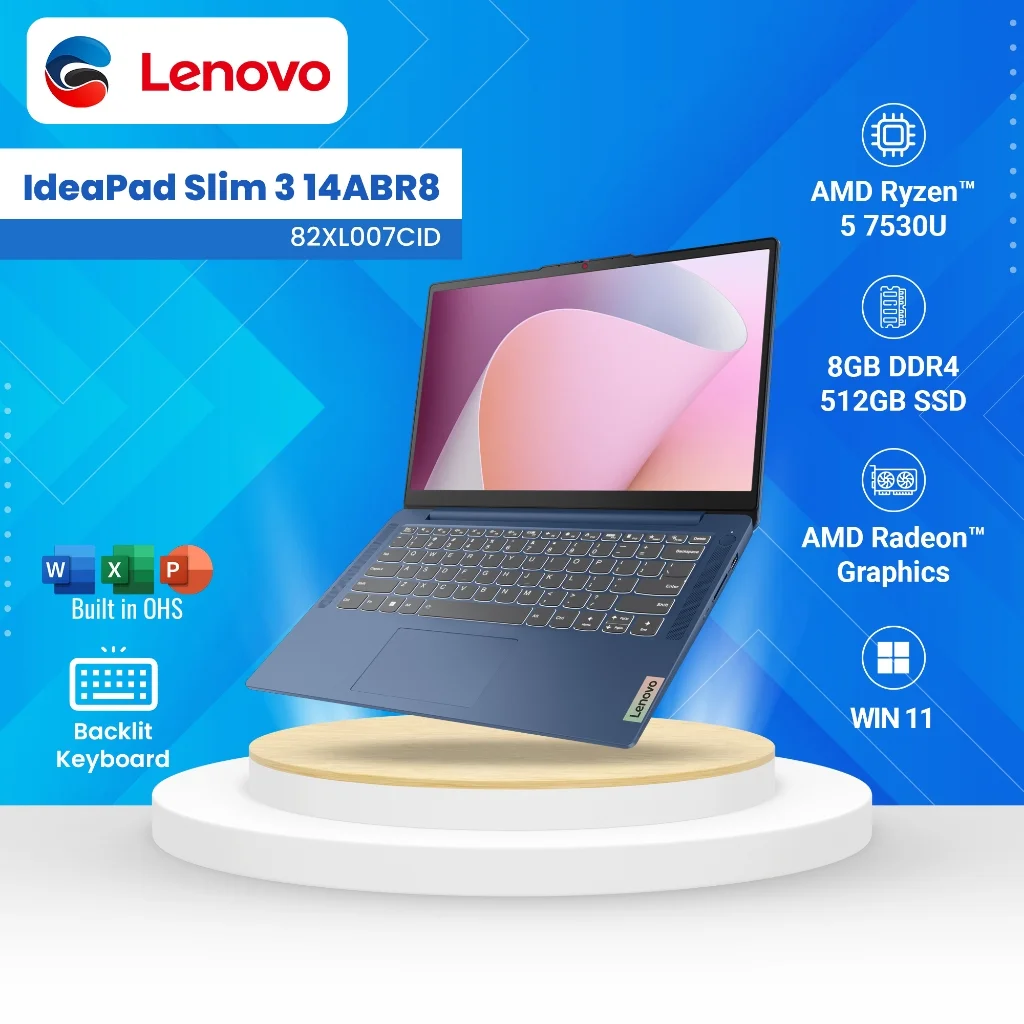 Lenovo
IdeaPad Slim 3 14ABR8
82XL007CID
AMD Ryzen™
5 7530U
8GB DDR4
512GB SSD
AMD Radeon™
Graphics
WIN 11
W X P
Built in OHS
Backlit
Keyboard
Lenovo